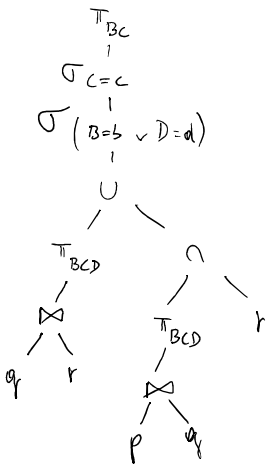 π BC
σ C=c
σ (B=b ∨ D=d)
∪
π BCD ∩
⋈ π BCD r
q r ⋈
p q